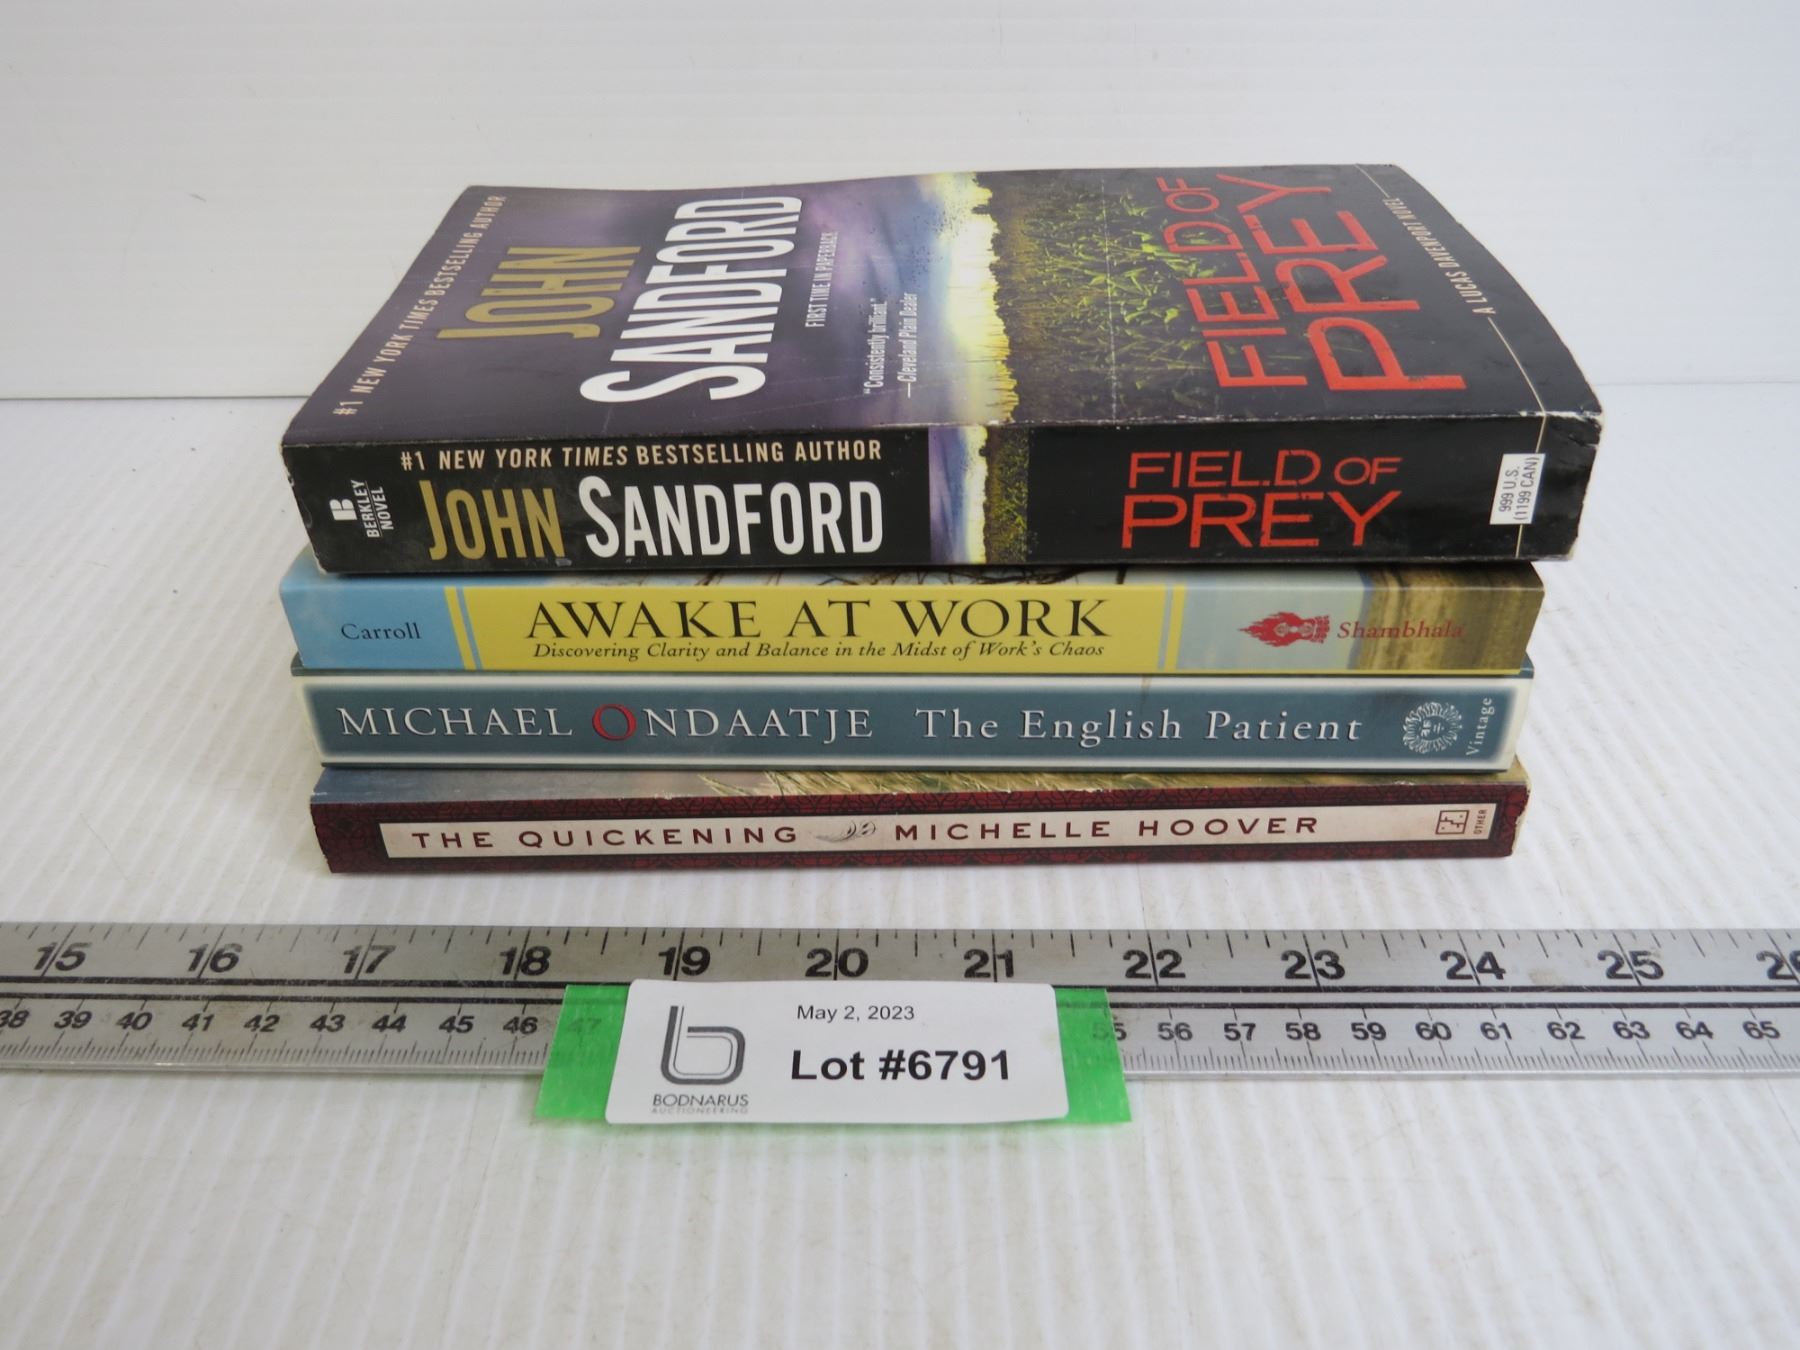 #1 NEW YORK TIMES BESTSELLING AUTHOR
JOHN
SANDFORD
FIRST TIME IN PAPERBACK
"Consistently brilliant."
—Cleveland Plain Dealer
FIELD OF
PREY
A LUCAS DAVENPORT NOVEL
B
BERKLEY
NOVEL
#1 NEW YORK TIMES BESTSELLING AUTHOR
JOHN SANDFORD
FIELD OF
PREY
999 U.S.
(1199 CAN)
Carroll
AWAKE AT WORK
Discovering Clarity and Balance in the Midst of Work's Chaos
Shambhala
MICHAEL ONDAATJE The English Patient
Vintage
THE QUICKENING MICHELLE HOOVER
OTHER
15 16 17 18 19 20 21 22 23 24 25
38 39 40 41 42 43 44 45 46 47 55 56 57 58 59 60 61 62 63 64 65
May 2, 2023
Lot #6791
b
BODNARUS
AUCTIONEERING